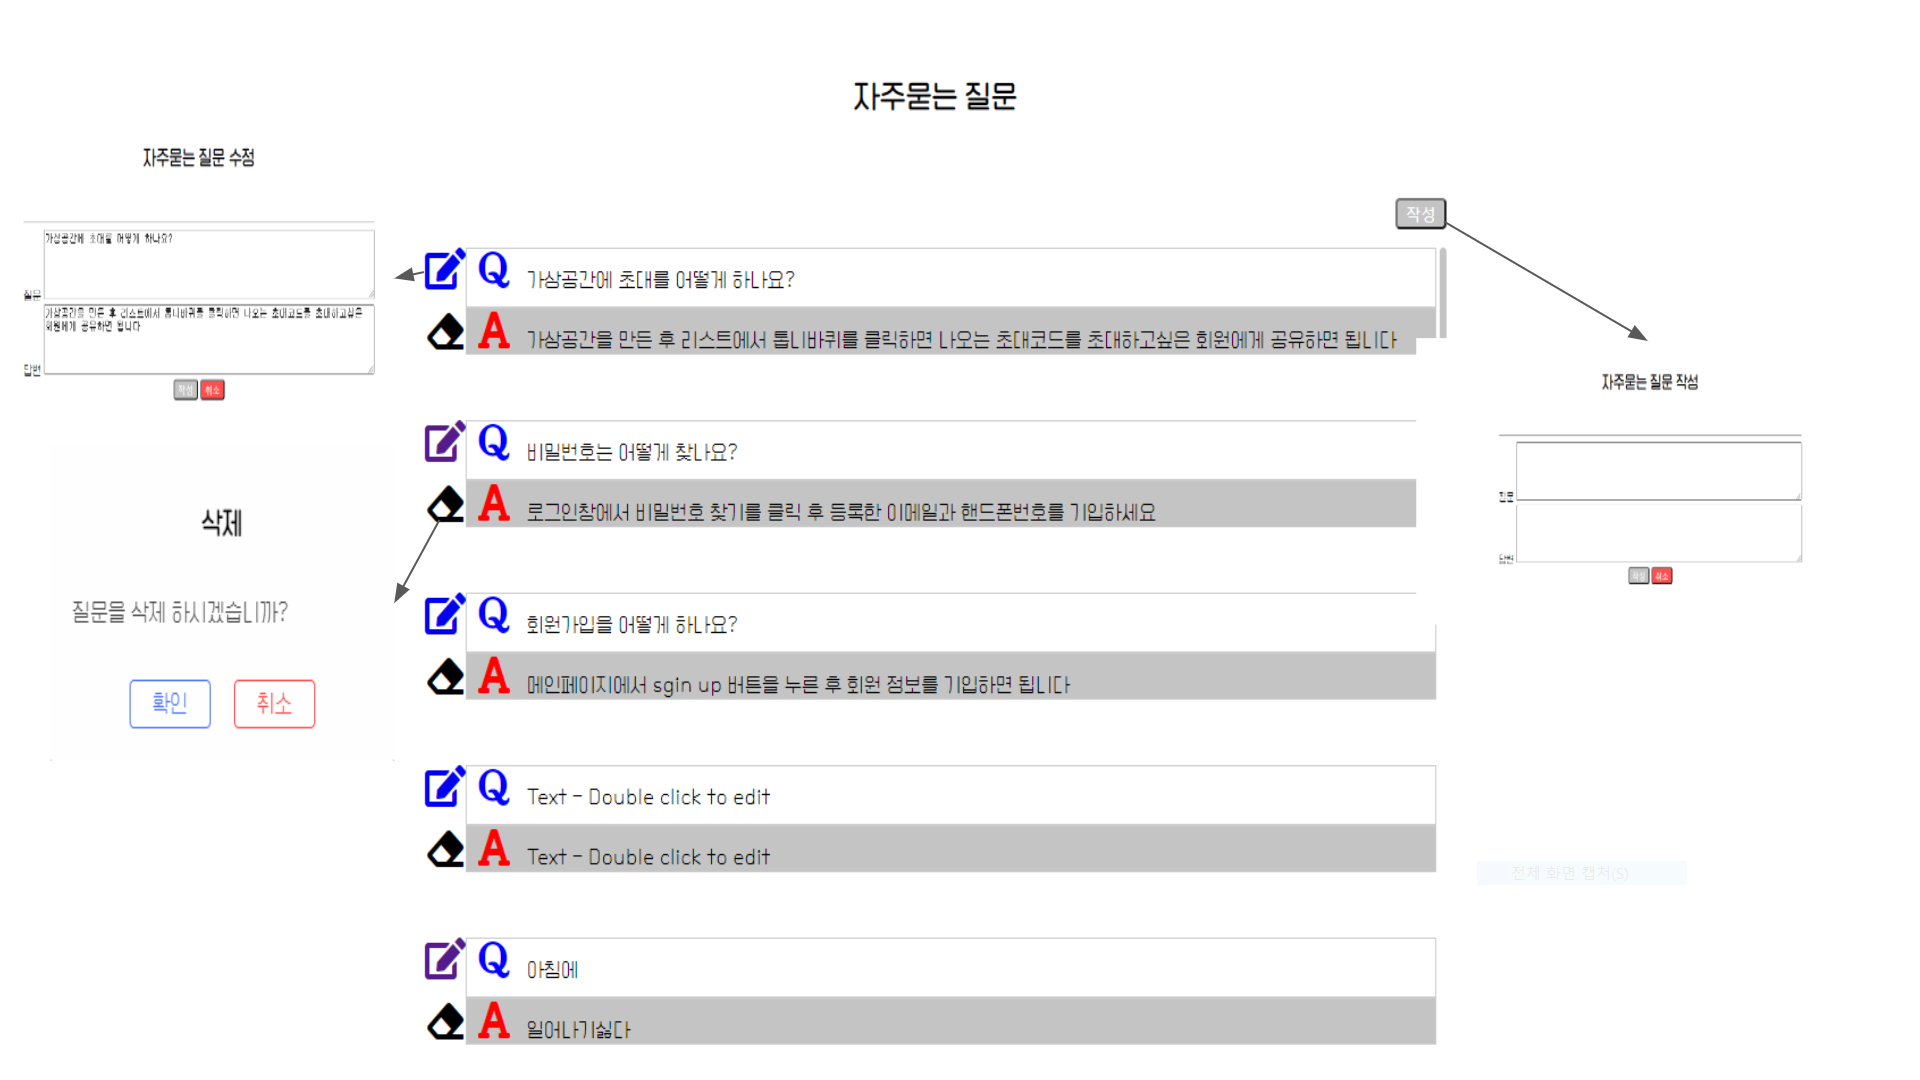 자주묻는 질문
자주묻는 질문 수정
가상공간에 초대를 어떻게 하나요?
질문
가상공간을 만든 후 리스트에서 톱니바퀴를 클릭하면 나오는 초대코드를 초대하고싶은
회원에게 공유하면 됩니다
답변
작성 취소
삭제
질문을 삭제 하시겠습니까?
확인 취소
작성
Q 가상공간에 초대를 어떻게 하나요?
A 가상공간을 만든 후 리스트에서 톱니바퀴를 클릭하면 나오는 초대코드를 초대하고싶은 회원에게 공유하면 됩니다
Q 비밀번호는 어떻게 찾나요?
A 로그인창에서 비밀번호 찾기를 클릭 후 등록한 이메일과 핸드폰번호를 기입하세요
Q 회원가입을 어떻게 하나요?
A 메인페이지에서 sgin up 버튼을 누른 후 회원 정보를 기입하면 됩니다
Q Text - Double click to edit
A Text - Double click to edit
Q 아침에
A 일어나기싫다
자주묻는 질문 작성
질문
답변
작성 취소
전체 화면 캡처(S)